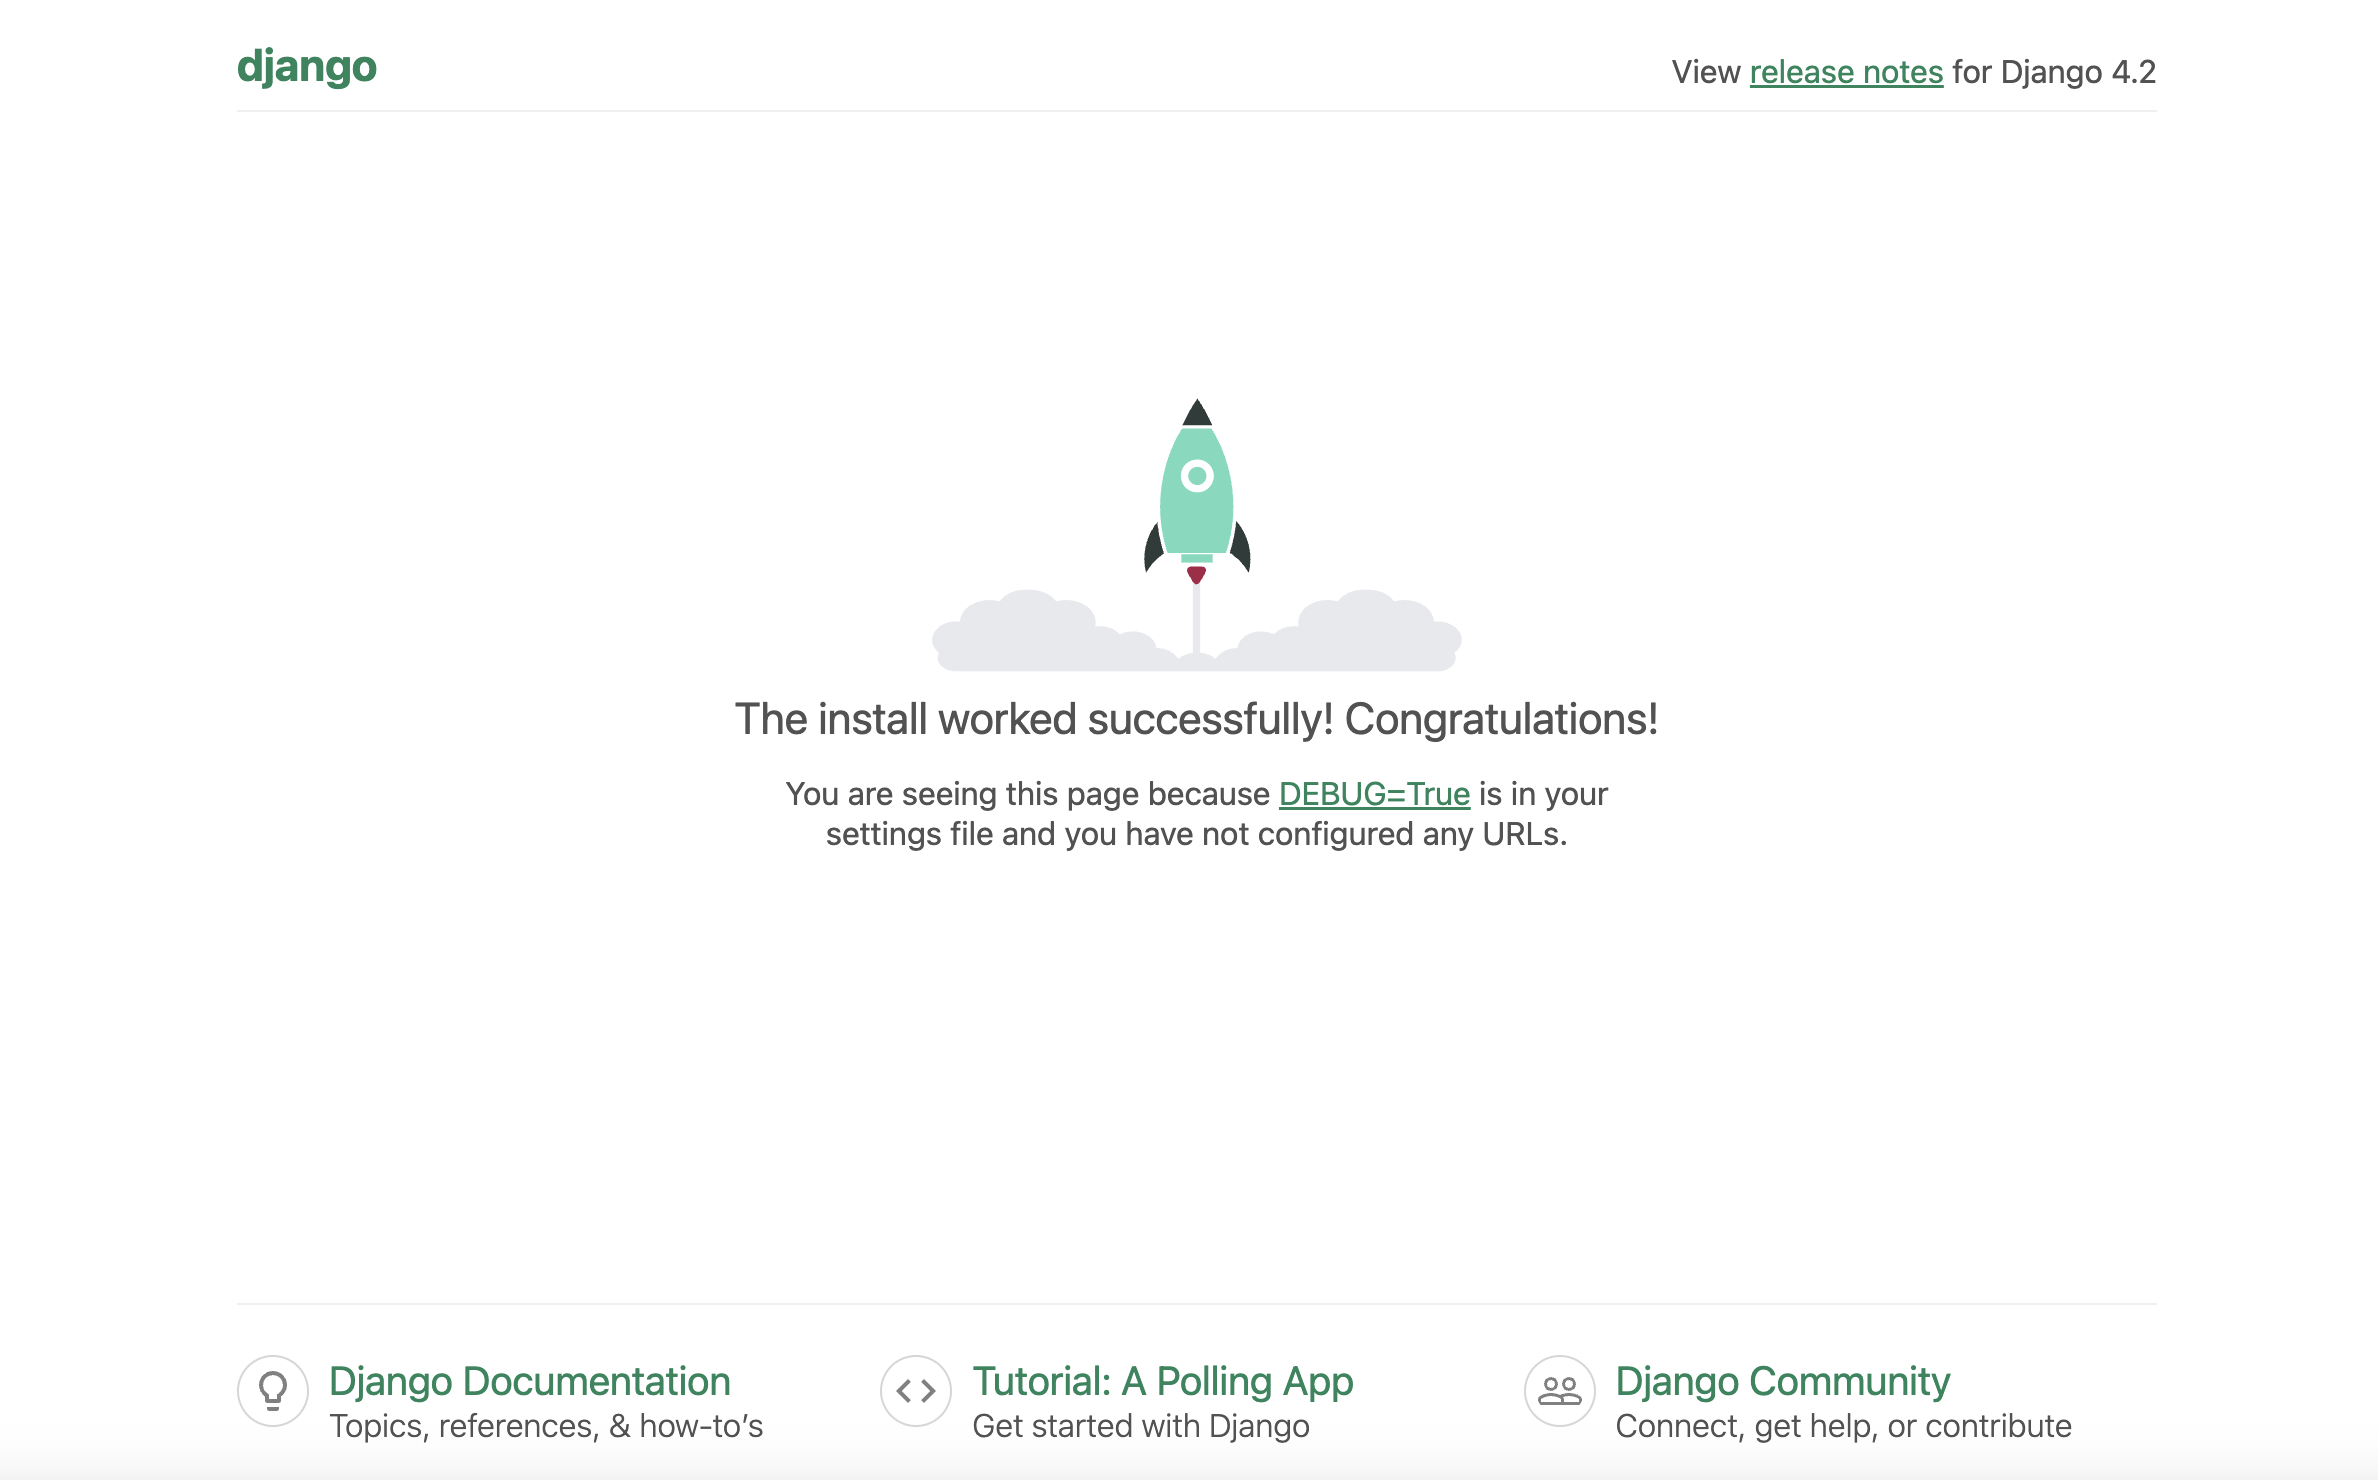 django
View release notes for Django 4.2
The install worked successfully! Congratulations!
You are seeing this page because DEBUG=True is in your
settings file and you have not configured any URLs.
Django Documentation
Topics, references, & how-to’s
Tutorial: A Polling App
Get started with Django
Django Community
Connect, get help, or contribute